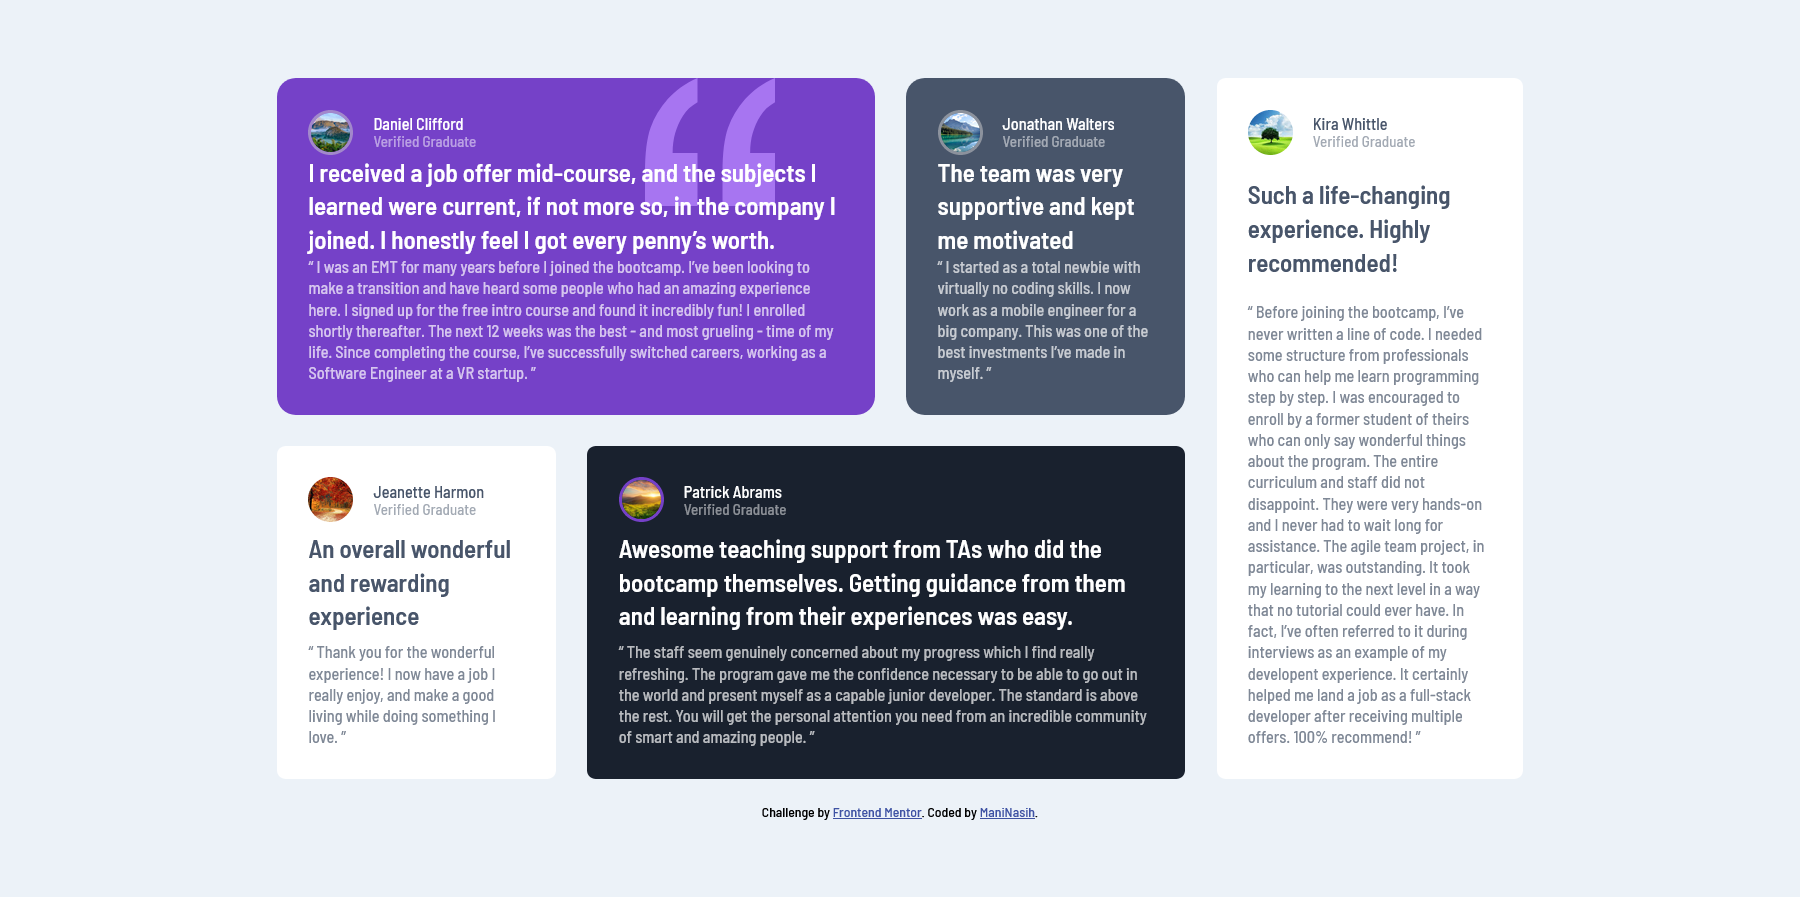 Daniel Clifford
Verified Graduate
I received a job offer mid-course, and the subjects I
learned were current, if not more so, in the company I
joined. I honestly feel I got every penny’s worth.
“ I was an EMT for many years before I joined the bootcamp. I’ve been looking to
make a transition and have heard some people who had an amazing experience
here. I signed up for the free intro course and found it incredibly fun! I enrolled
shortly thereafter. The next 12 weeks was the best - and most grueling - time of my
life. Since completing the course, I’ve successfully switched careers, working as a
Software Engineer at a VR startup. ”
Jonathan Walters
Verified Graduate
The team was very
supportive and kept
me motivated
“ I started as a total newbie with
virtually no coding skills. I now
work as a mobile engineer for a
big company. This was one of the
best investments I’ve made in
myself. ”
Kira Whittle
Verified Graduate
Such a life-changing
experience. Highly
recommended!
“ Before joining the bootcamp, I’ve
never written a line of code. I needed
some structure from professionals
who can help me learn programming
step by step. I was encouraged to
enroll by a former student of theirs
who can only say wonderful things
about the program. The entire
curriculum and staff did not
disappoint. They were very hands-on
and I never had to wait long for
assistance. The agile team project, in
particular, was outstanding. It took
my learning to the next level in a way
that no tutorial could ever have. In
fact, I’ve often referred to it during
interviews as an example of my
developent experience. It certainly
helped me land a job as a full-stack
developer after receiving multiple
offers. 100% recommend! ”
Jeanette Harmon
Verified Graduate
An overall wonderful
and rewarding
experience
“ Thank you for the wonderful
experience! I now have a job I
really enjoy, and make a good
living while doing something I
love. ”
Patrick Abrams
Verified Graduate
Awesome teaching support from TAs who did the
bootcamp themselves. Getting guidance from them
and learning from their experiences was easy.
“ The staff seem genuinely concerned about my progress which I find really
refreshing. The program gave me the confidence necessary to be able to go out in
the world and present myself as a capable junior developer. The standard is above
the rest. You will get the personal attention you need from an incredible community
of smart and amazing people. ”
Challenge by Frontend Mentor. Coded by ManiNasih.